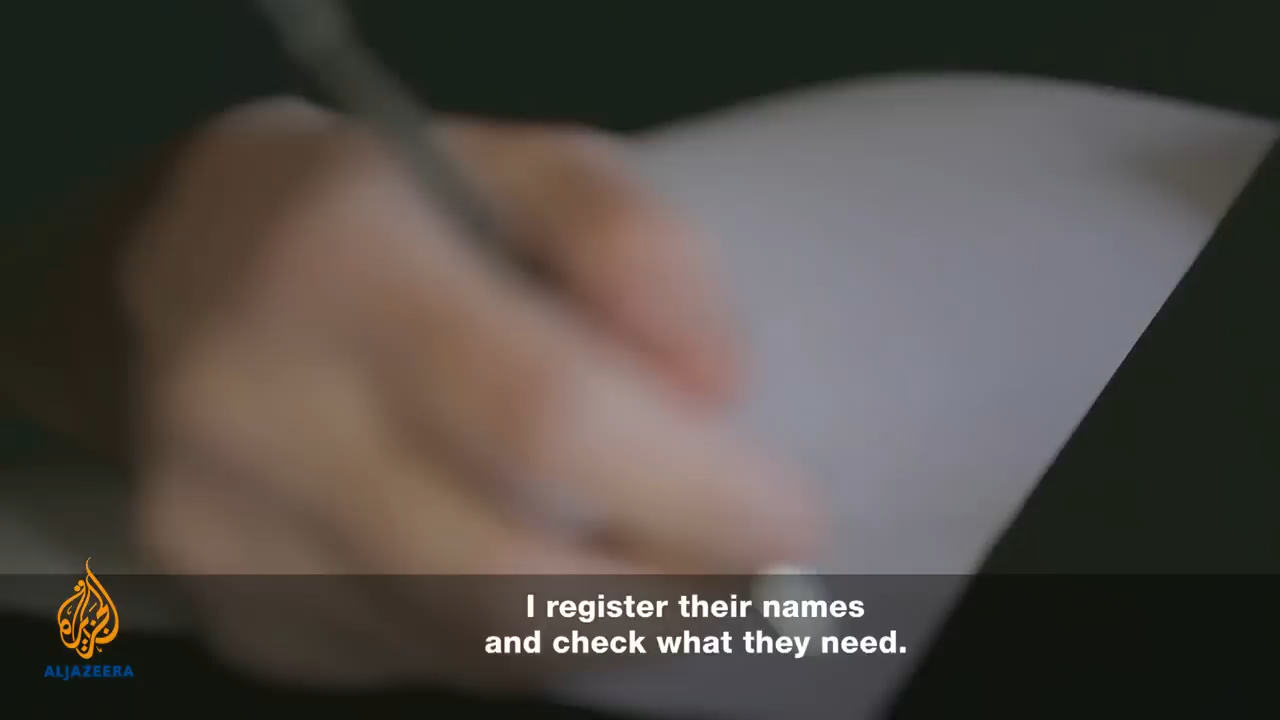 I register their names
and check what they need.
الجزيرة
ALJAZEERA